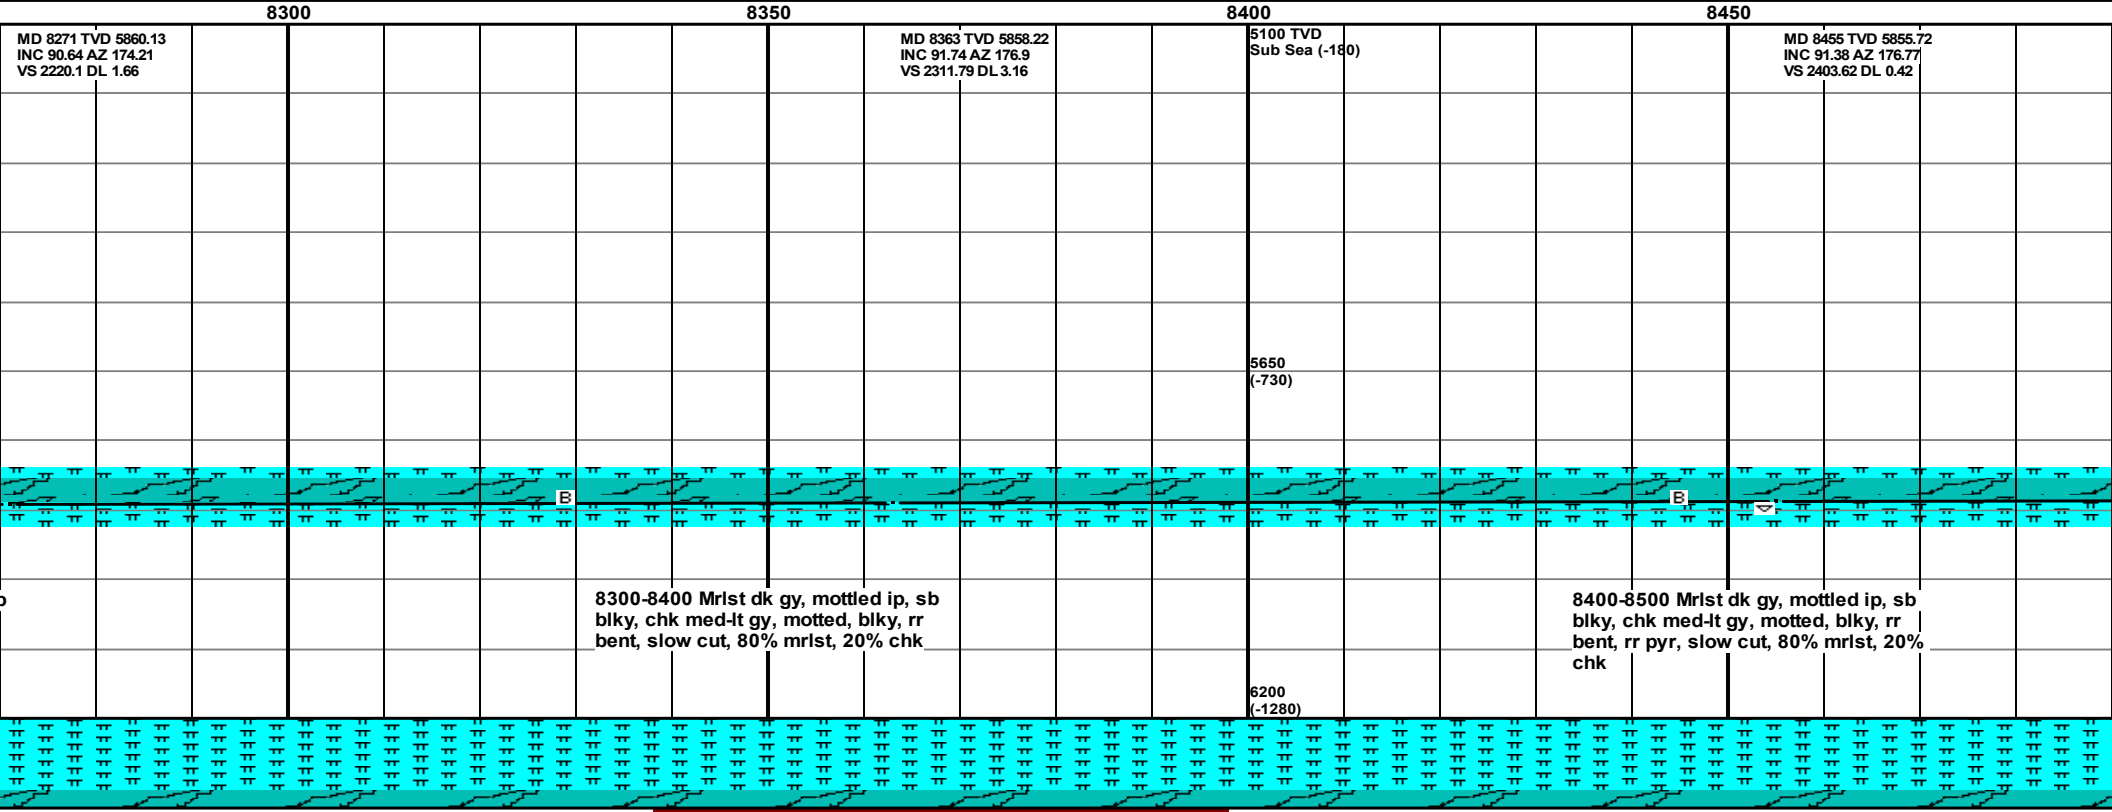 8300 8350 8400 8450
MD 8271 TVD 5860.13
INC 90.64 AZ 174.21
VS 2220.1 DL 1.66
MD 8363 TVD 5858.22
INC 91.74 AZ 176.9
VS 2311.79 DL 3.16
5100 TVD
Sub Sea (-180)
MD 8455 TVD 5855.72
INC 91.38 AZ 176.77
VS 2403.62 DL 0.42
5650
(-730)
B
B
8300-8400 Mrlst dk gy, mottled ip, sb
blky, chk med-lt gy, motted, blky, rr
bent, slow cut, 80% mrlst, 20% chk
8400-8500 Mrlst dk gy, mottled ip, sb
blky, chk med-lt gy, motted, blky, rr
bent, rr pyr, slow cut, 80% mrlst, 20%
chk
6200
(-1280)